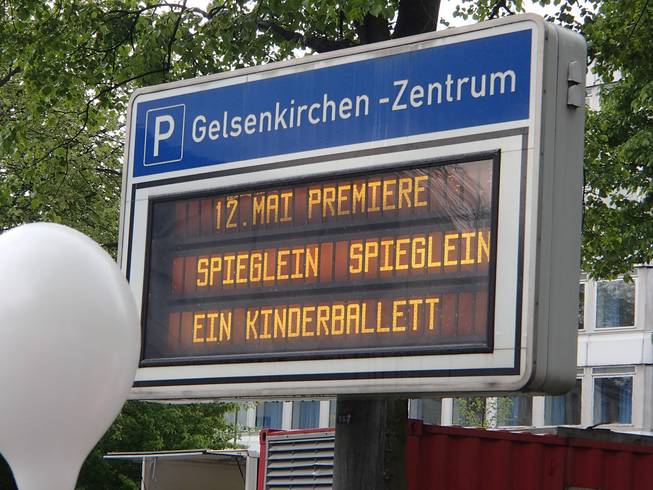 P Gelsenkirchen -Zentrum
12. MAI PREMIERE
SPIEGLEIN SPIEGLEIN
EIN KINDERBALLETT